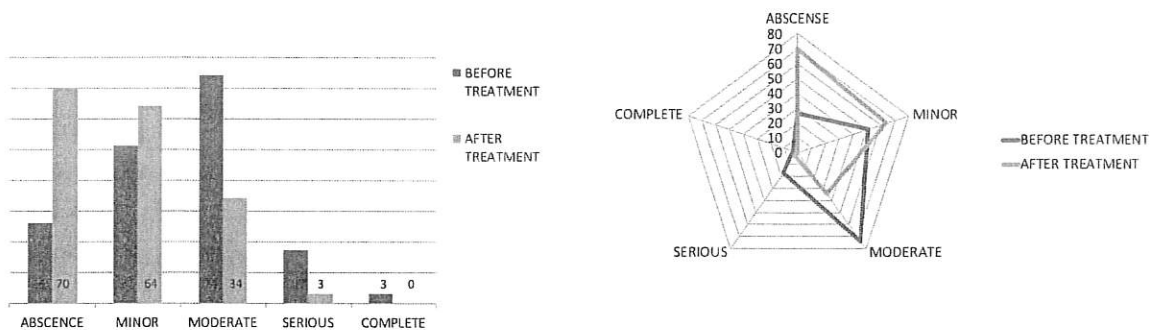 BEFORE
TREATMENT
AFTER
TREATMENT
70
64
34
3
3
0
ABSCENCE
MINOR
MODERATE
SERIOUS
COMPLETE
ABSCENSE
80
70
60
50
40
30
20
10
0
COMPLETE
MINOR
SERIOUS
MODERATE
BEFORE TREATMENT
AFTER TREATMENT